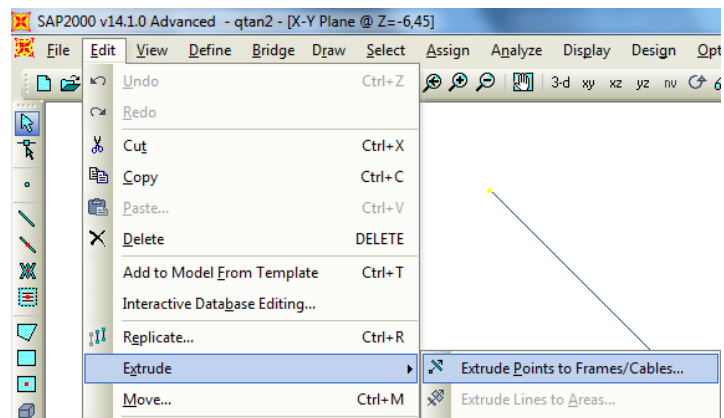 SAP2000 v14.1.0 Advanced - qtan2 - [X-Y Plane @ Z=-6,45]
File Edit View Define Bridge Draw Select Assign Analyze Display Design Opt
Undo Ctrl+Z
3-d xy xz yz nv
Redo
Cut Ctrl+X
Copy Ctrl+C
Paste... Ctrl+V
Delete DELETE
Add to Model From Template Ctrl+T
Interactive Database Editing...
Replicate... Ctrl+R
Extrude Extrude Points to Frames/Cables...
Move... Ctrl+M Extrude Lines to Areas...